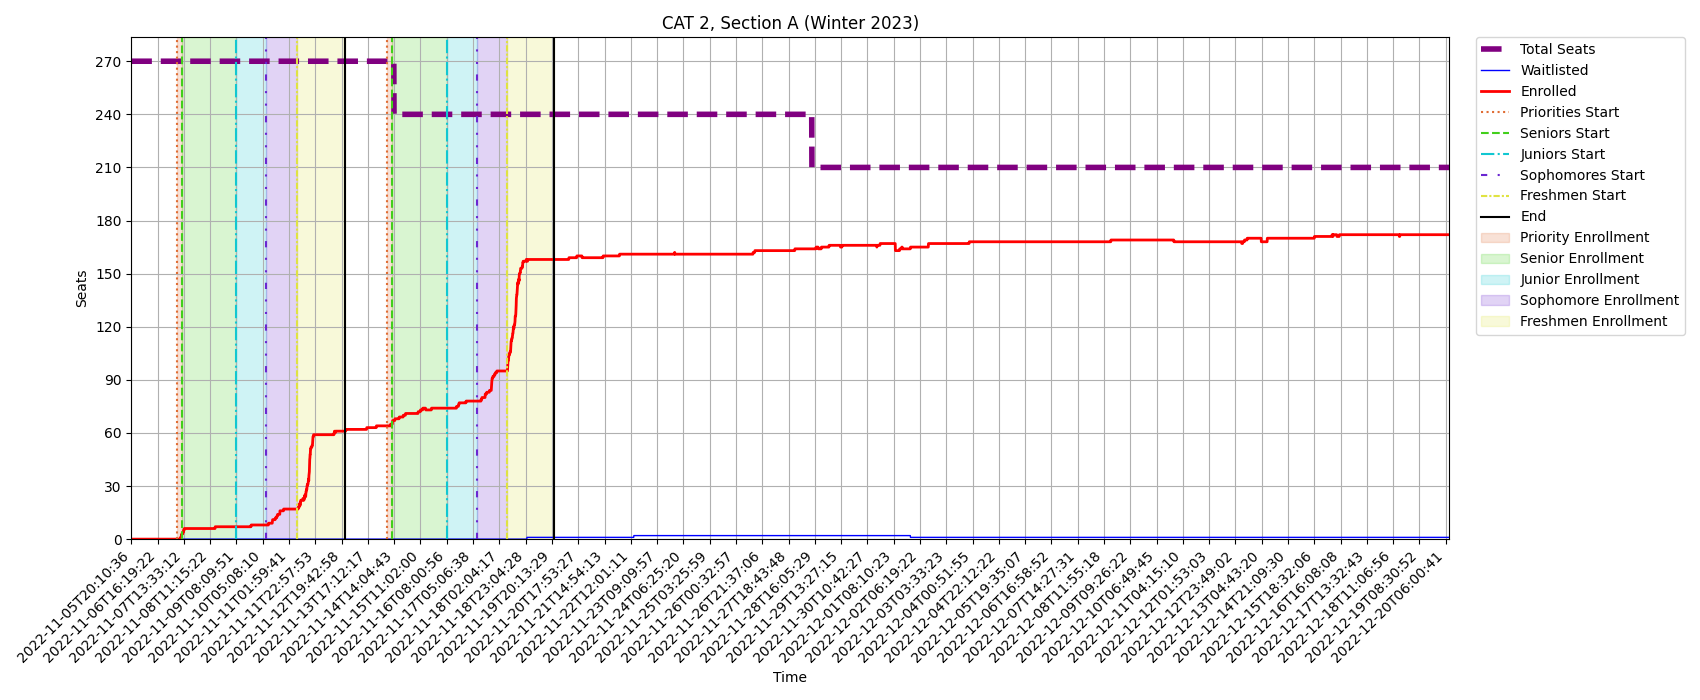 CAT 2, Section A (Winter 2023)
270
240
210
180
150
120
90
60
30
0
Seats
2022-11-05T20:10:36
2022-11-06T16:19:22
2022-11-07T13:33:12
2022-11-08T11:15:22
2022-11-09T08:09:51
2022-11-10T05:08:10
2022-11-11T01:59:41
2022-11-11T22:57:53
2022-11-12T19:42:58
2022-11-13T17:12:17
2022-11-14T14:04:43
2022-11-15T11:02:00
2022-11-16T08:00:56
2022-11-17T05:06:38
2022-11-18T02:04:17
2022-11-18T23:04:28
2022-11-19T20:13:29
2022-11-20T17:53:27
2022-11-21T14:54:13
2022-11-22T12:01:11
2022-11-23T09:09:57
2022-11-24T06:25:20
2022-11-25T03:25:59
2022-11-26T00:32:57
2022-11-26T21:37:06
2022-11-27T18:43:48
2022-11-28T16:05:29
2022-11-29T13:27:15
2022-11-30T10:42:27
2022-12-01T08:10:23
2022-12-02T06:19:22
2022-12-03T03:33:23
2022-12-04T00:51:55
2022-12-04T22:12:22
2022-12-05T19:35:07
2022-12-06T16:58:52
2022-12-07T14:27:31
2022-12-08T11:55:18
2022-12-09T09:26:22
2022-12-10T06:49:45
2022-12-11T04:15:10
2022-12-12T01:53:03
2022-12-12T23:49:02
2022-12-13T04:43:20
2022-12-14T21:09:30
2022-12-15T18:32:06
2022-12-16T16:08:08
2022-12-17T13:32:43
2022-12-18T11:06:56
2022-12-19T08:30:52
2022-12-20T06:00:41
Time
Total Seats
Waitlisted
Enrolled
Priorities Start
Seniors Start
Juniors Start
Sophomores Start
Freshmen Start
End
Priority Enrollment
Senior Enrollment
Junior Enrollment
Sophomore Enrollment
Freshmen Enrollment